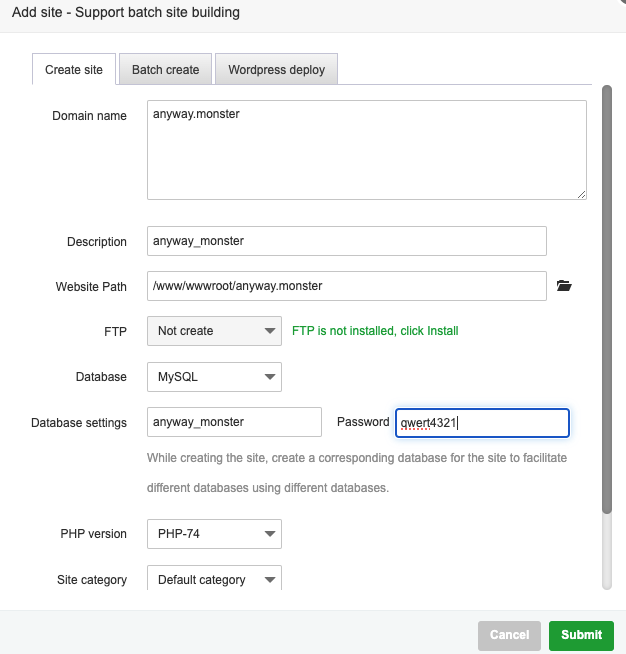 Add site - Support batch site building
Create site
Batch create
Wordpress deploy
Domain name
anyway.monster
Description
anyway_monster
Website Path
/www/wwwroot/anyway.monster
FTP
Not create
FTP is not installed, click Install
Database
MySQL
Database settings
anyway_monster
Password
qwert4321
While creating the site, create a corresponding database for the site to facilitate
different databases using different databases.
PHP version
PHP-74
Site category
Default category
Cancel
Submit